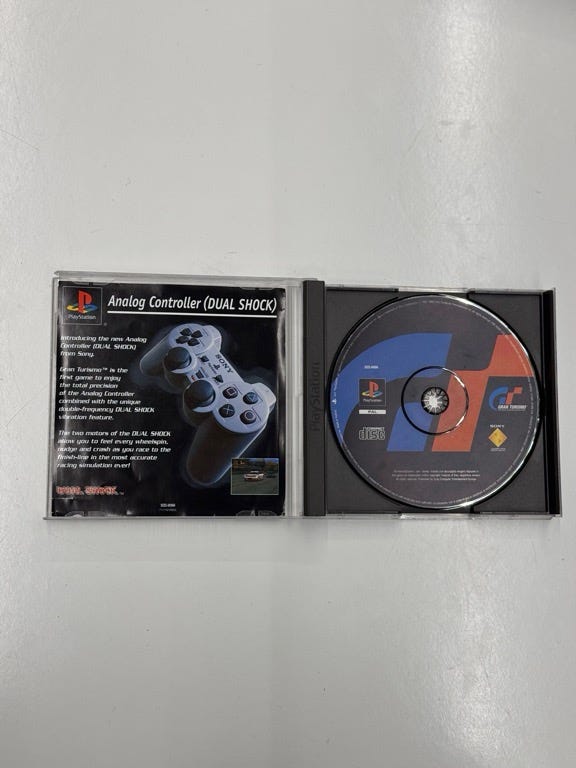 PlayStation
Analog Controller (DUAL SHOCK)
Introducing the new Analog
Controller (DUAL SHOCK)
from Sony.
Gran Turismo™ is the
first game to enjoy
the total precision
of the Analog Controller
combined with the unique
double-frequency DUAL SHOCK
vibration feature.
The two motors of the DUAL SHOCK
allow you to feel every wheelspin,
nudge and crash as you race to the
finish-line in the most accurate
racing simulation ever!
DUAL SHOCK™
SONY
PlayStation
PlayStation
PAL
COMPACT
disc
GRAN TURISMO
SONY